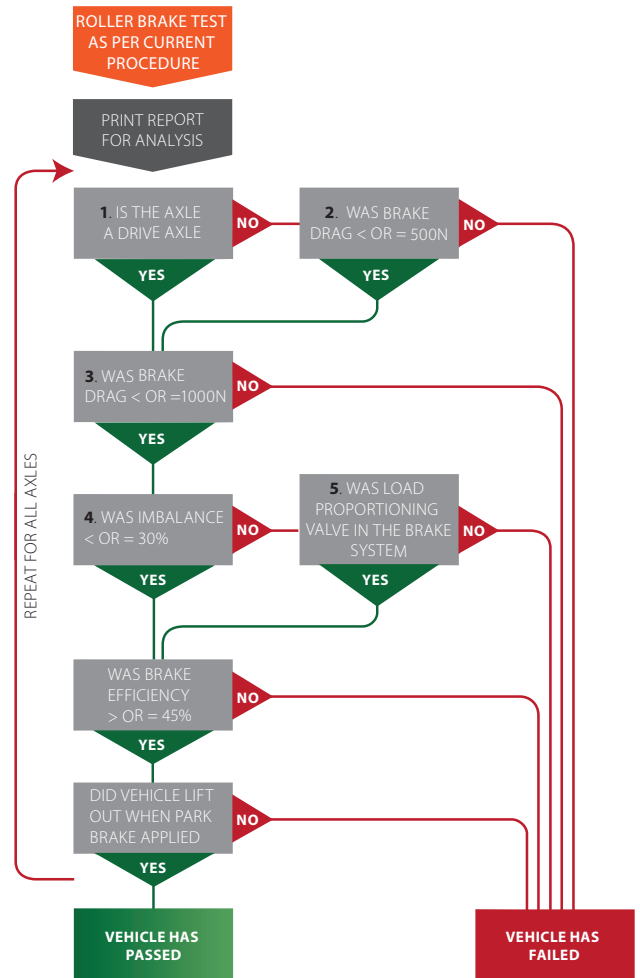 ROLLER BRAKE TEST
AS PER CURRENT
PROCEDURE
PRINT REPORT
FOR ANALYSIS
1. IS THE AXLE
A DRIVE AXLE
NO
YES
2. WAS BRAKE
DRAG < OR = 500N
NO
YES
3. WAS BRAKE
DRAG < OR =1000N
NO
YES
4. WAS IMBALANCE
< OR = 30%
NO
YES
5. WAS LOAD
PROPORTIONING
VALVE IN THE BRAKE
SYSTEM
NO
YES
WAS BRAKE
EFFICIENCY
> OR = 45%
NO
YES
DID VEHICLE LIFT
OUT WHEN PARK
BRAKE APPLIED
NO
YES
REPEAT FOR ALL AXLES
VEHICLE HAS
PASSED
VEHICLE HAS
FAILED